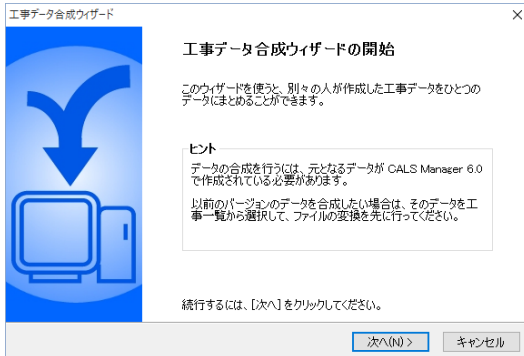 工事データ合成ウィザード
工事データ合成ウィザードの開始
このウィザードを使うと、別々の人が作成した工事データをひとつの
データにまとめることができます。
ヒント
データの合成を行うには、元となるデータが CALS Manager 6.0
で作成されている必要があります。
以前のバージョンのデータを合成したい場合は、そのデータを工
事一覧から選択して、ファイルの変換を先に行ってください。
続行するには、[次へ] をクリックしてください。
次へ(N) >
キャンセル